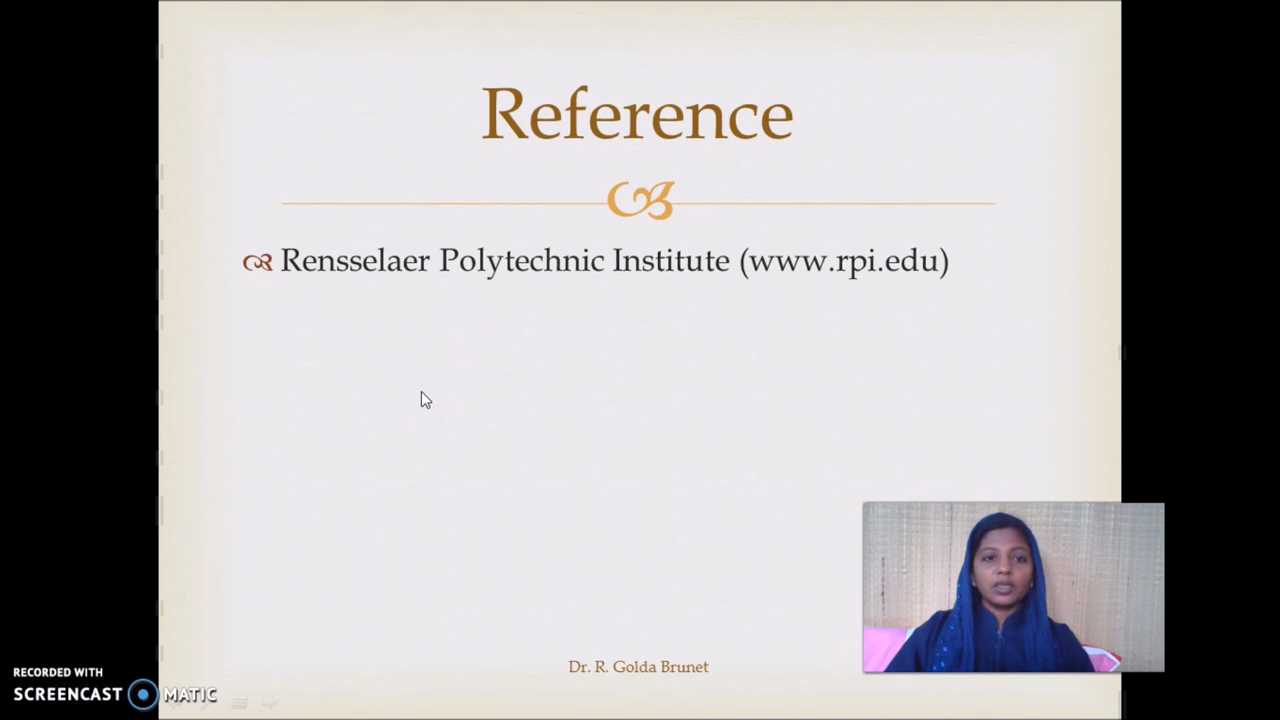 Reference
Rensselaer Polytechnic Institute (www.rpi.edu)
Dr. R. Golda Brunet
RECORDED WITH
SCREENCAST MATIC